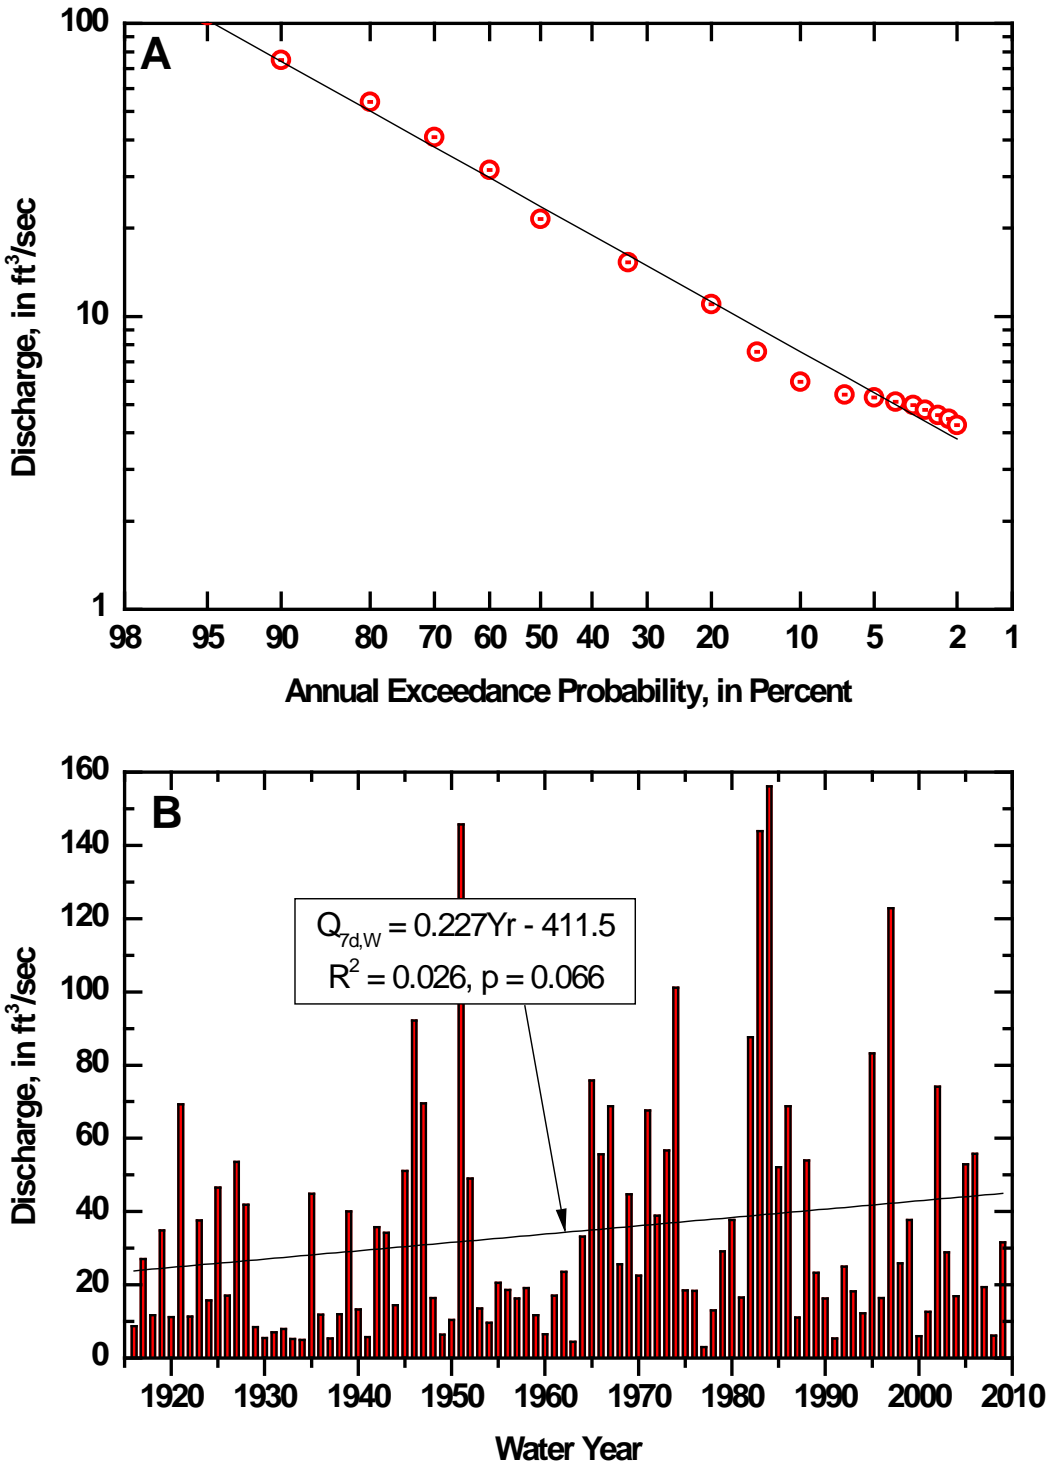 A
100
10
1
Discharge, in ft³/sec
98 95 90 80 70 60 50 40 30 20 10 5 2 1
Annual Exceedance Probability, in Percent
B
160
140
120
100
80
60
40
20
0
Discharge, in ft³/sec
Q7d,W = 0.227Yr - 411.5
R² = 0.026, p = 0.066
1920 1930 1940 1950 1960 1970 1980 1990 2000 2010
Water Year